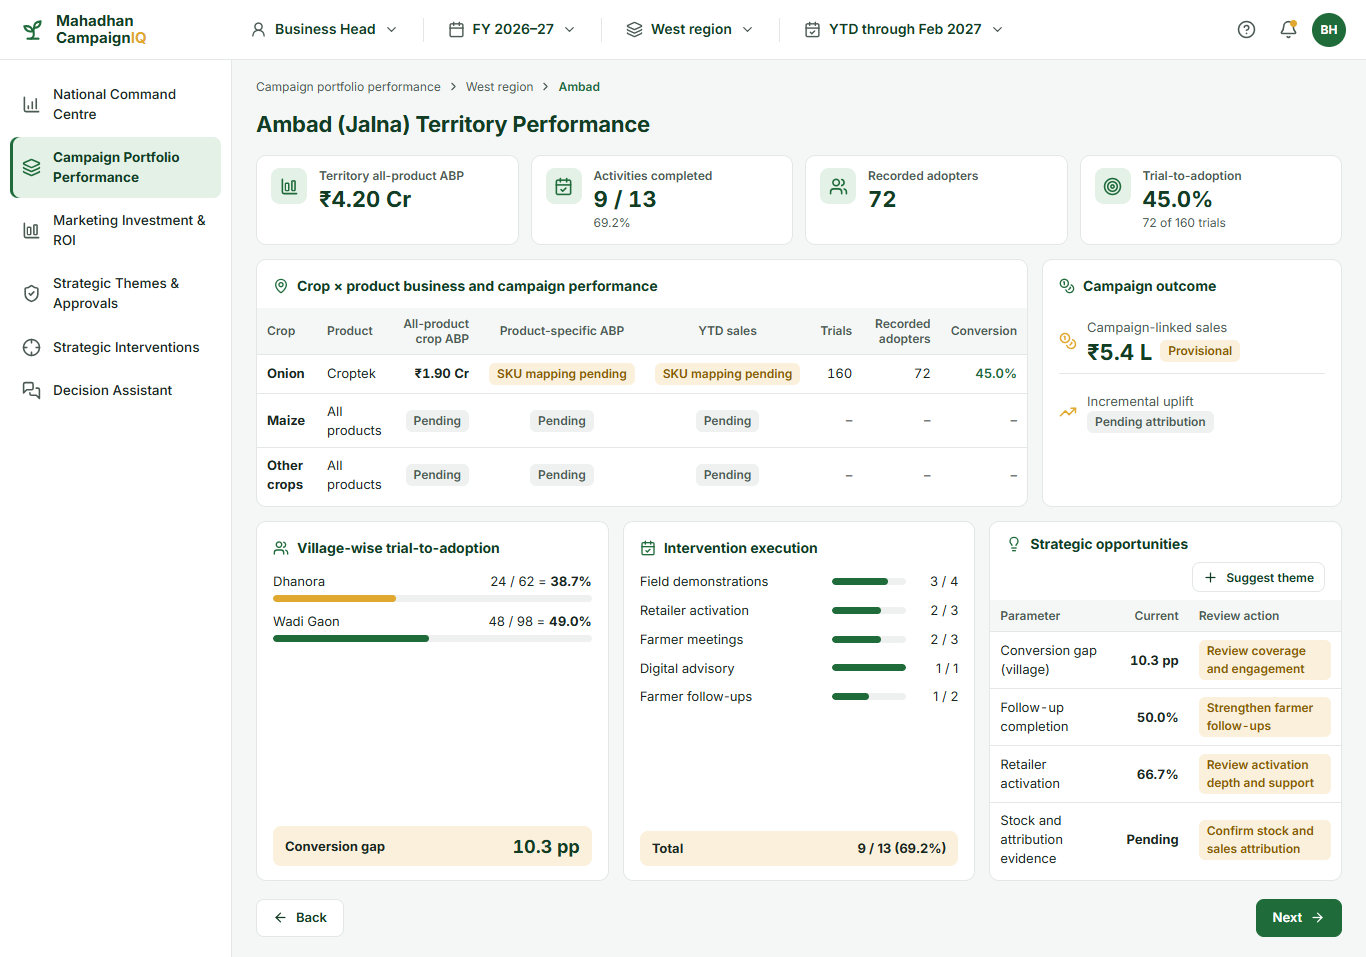 Mahadhan
CampaignIQ
Business Head
FY 2026–27
West region
YTD through Feb 2027
BH
National Command
Centre
Campaign Portfolio
Performance
Marketing Investment &
ROI
Strategic Themes &
Approvals
Strategic Interventions
Decision Assistant
Campaign portfolio performance > West region > Ambad
Ambad (Jalna) Territory Performance
Territory all-product ABP
₹4.20 Cr
Activities completed
9 / 13
69.2%
Recorded adopters
72
Trial-to-adoption
45.0%
72 of 160 trials
Crop × product business and campaign performance
Crop Product All-product crop ABP Product-specific ABP YTD sales Trials Recorded adopters Conversion
Onion Croptek ₹1.90 Cr SKU mapping pending SKU mapping pending 160 72 45.0%
Maize All products Pending Pending Pending – – –
Other crops All products Pending Pending Pending – – –
Campaign outcome
Campaign-linked sales
₹5.4 L Provisional
Incremental uplift
Pending attribution
Village-wise trial-to-adoption
Dhanora 24 / 62 = 38.7%
Wadi Gaon 48 / 98 = 49.0%
Conversion gap 10.3 pp
Intervention execution
Field demonstrations 3 / 4
Retailer activation 2 / 3
Farmer meetings 2 / 3
Digital advisory 1 / 1
Farmer follow-ups 1 / 2
Total 9 / 13 (69.2%)
Strategic opportunities
+ Suggest theme
Parameter Current Review action
Conversion gap (village) 10.3 pp Review coverage and engagement
Follow-up completion 50.0% Strengthen farmer follow-ups
Retailer activation 66.7% Review activation depth and support
Stock and attribution evidence Pending Confirm stock and sales attribution
← Back
Next →